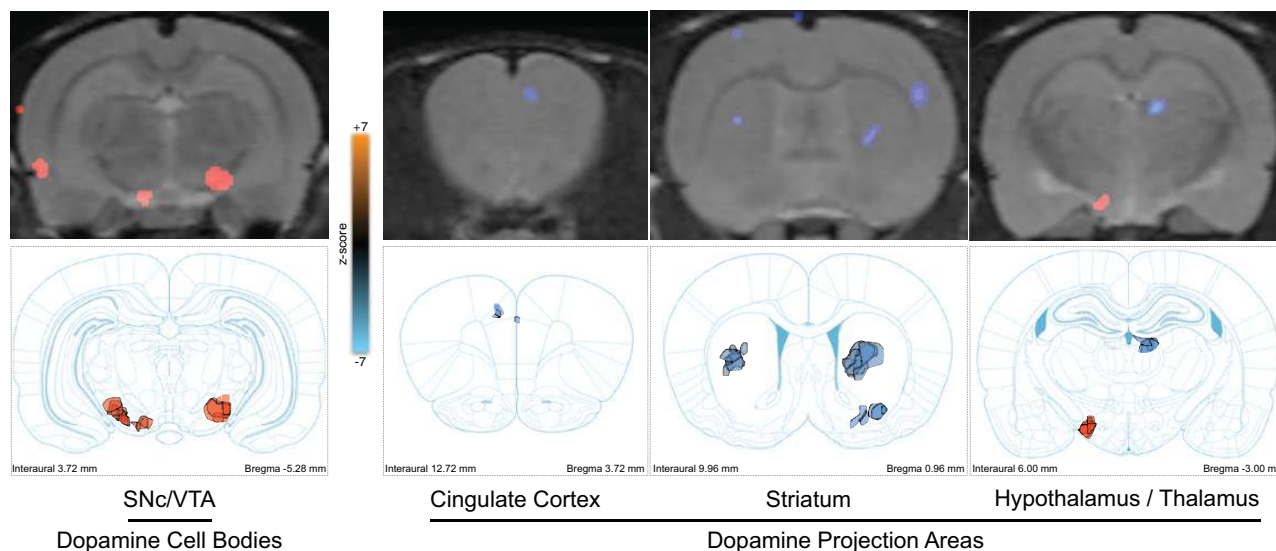 +7
z-score
-7
Interaural 3.72 mm Bregma -5.28 mm
Interaural 12.72 mm Bregma 3.72 mm
Interaural 9.96 mm Bregma 0.96 mm
Interaural 6.00 mm Bregma -3.00 m
SNc/VTA
Cingulate Cortex
Striatum
Hypothalamus / Thalamus
Dopamine Cell Bodies
Dopamine Projection Areas